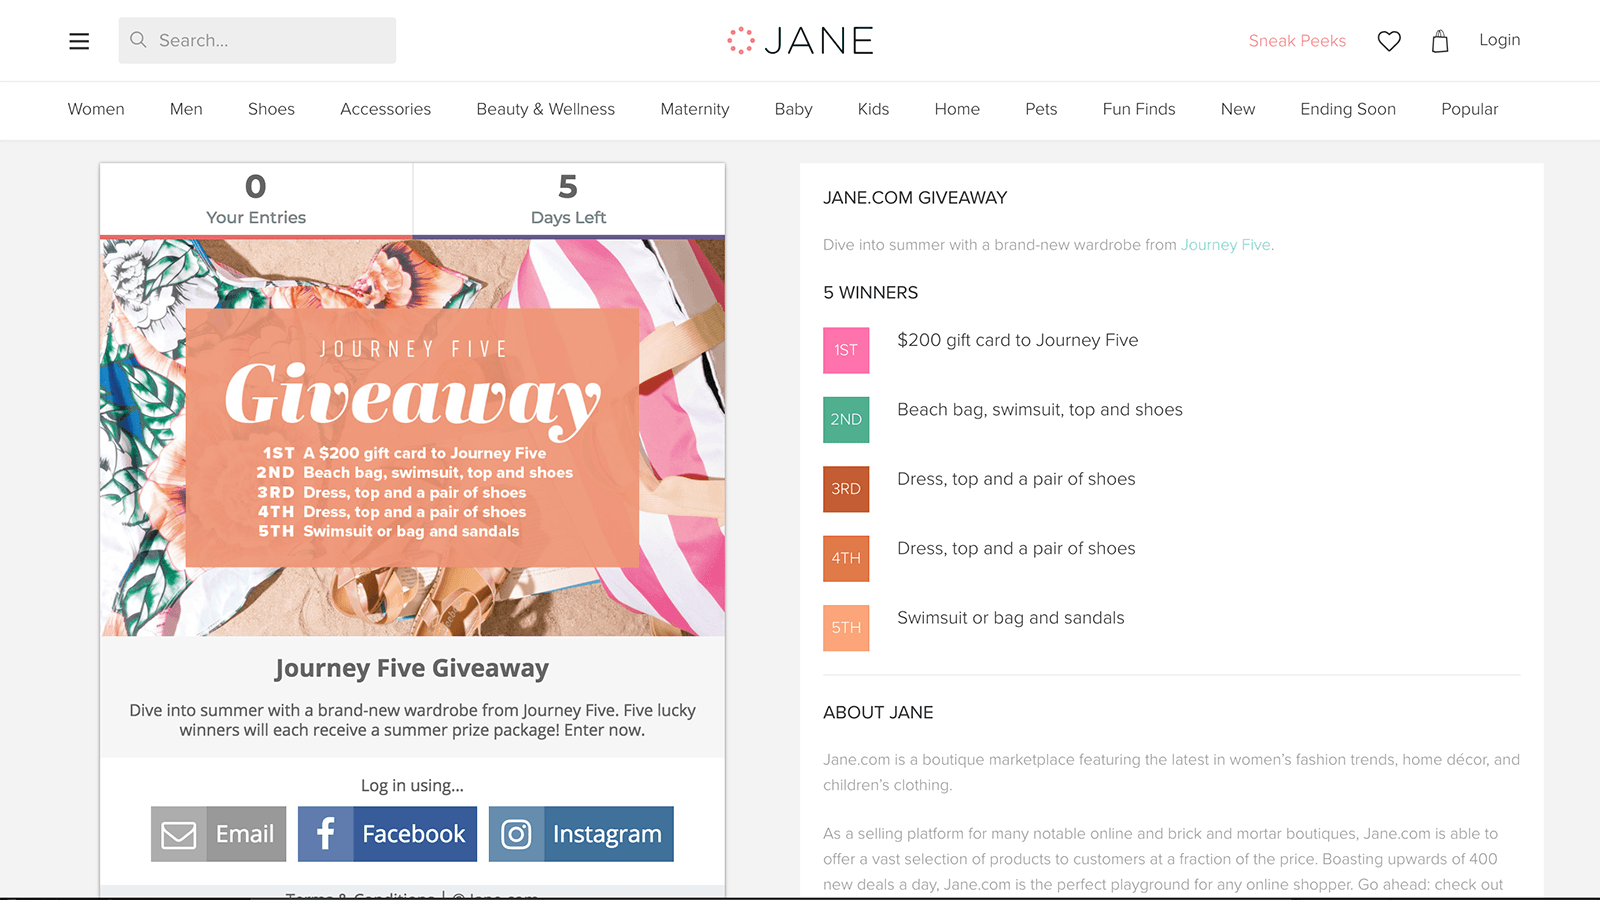 Search...
JANE
Sneak Peeks
Login
Women Men Shoes Accessories Beauty & Wellness Maternity Baby Kids Home Pets Fun Finds New Ending Soon Popular
0
Your Entries
5
Days Left
JOURNEY FIVE
Giveaway
1ST A $200 gift card to Journey Five
2ND Beach bag, swimsuit, top and shoes
3RD Dress, top and a pair of shoes
4TH Dress, top and a pair of shoes
5TH Swimsuit or bag and sandals
Journey Five Giveaway
Dive into summer with a brand-new wardrobe from Journey Five. Five lucky
winners will each receive a summer prize package! Enter now.
Log in using...
Email
Facebook
Instagram
Terms & Conditions | © Jane.com
JANE.COM GIVEAWAY
Dive into summer with a brand-new wardrobe from Journey Five.
5 WINNERS
1ST $200 gift card to Journey Five
2ND Beach bag, swimsuit, top and shoes
3RD Dress, top and a pair of shoes
4TH Dress, top and a pair of shoes
5TH Swimsuit or bag and sandals
ABOUT JANE
Jane.com is a boutique marketplace featuring the latest in women's fashion trends, home décor, and
children's clothing.
As a selling platform for many notable online and brick and mortar boutiques, Jane.com is able to
offer a vast selection of products to customers at a fraction of the price. Boasting upwards of 400
new deals a day, Jane.com is the perfect playground for any online shopper. Go ahead: check out